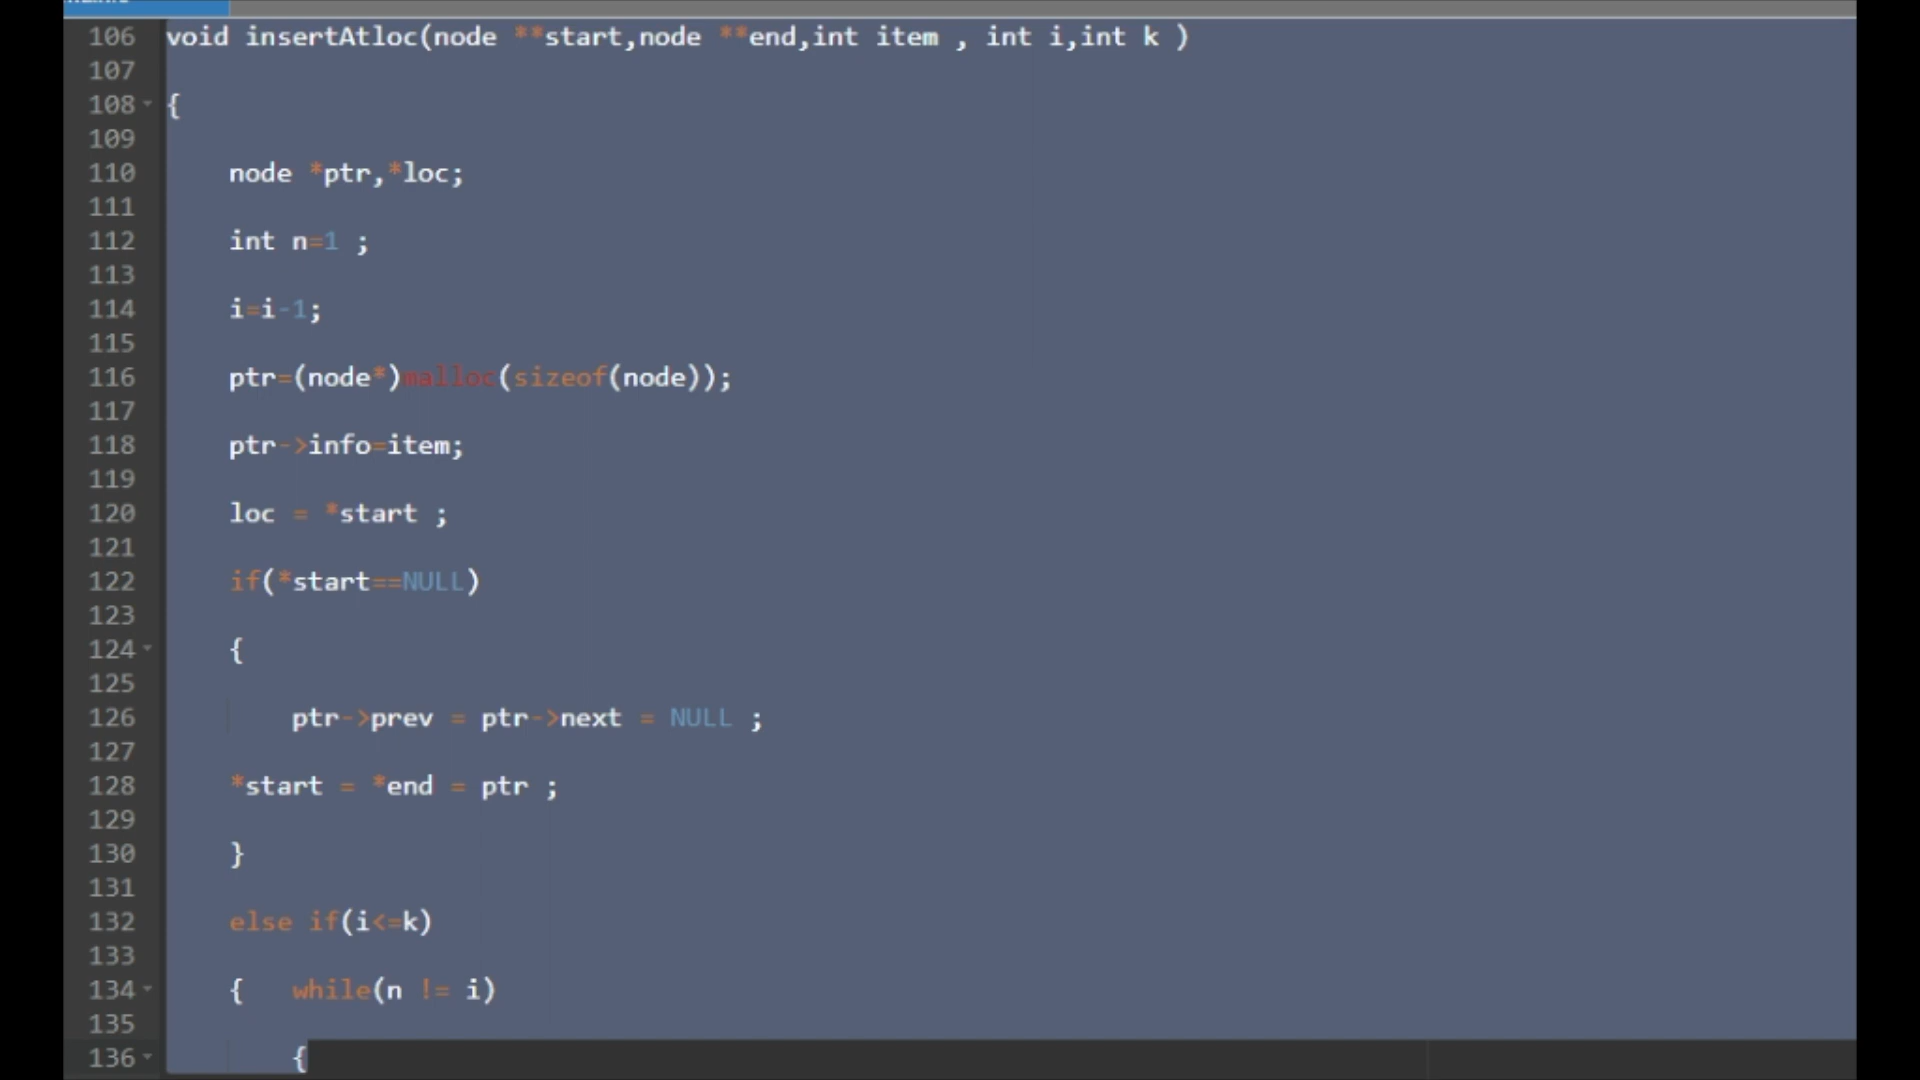 106 void insertAtloc(node **start,node **end,int item , int i,int k )
107
108 {
109
110 node *ptr,*loc;
111
112 int n=1 ;
113
114 i=i-1;
115
116 ptr=(node*)malloc(sizeof(node));
117
118 ptr->info=item;
119
120 loc = *start ;
121
122 if(*start==NULL)
123
124 {
125
126 ptr->prev = ptr->next = NULL ;
127
128 *start = *end = ptr ;
129
130 }
131
132 else if(i<=k)
133
134 { while(n != i)
135
136 {